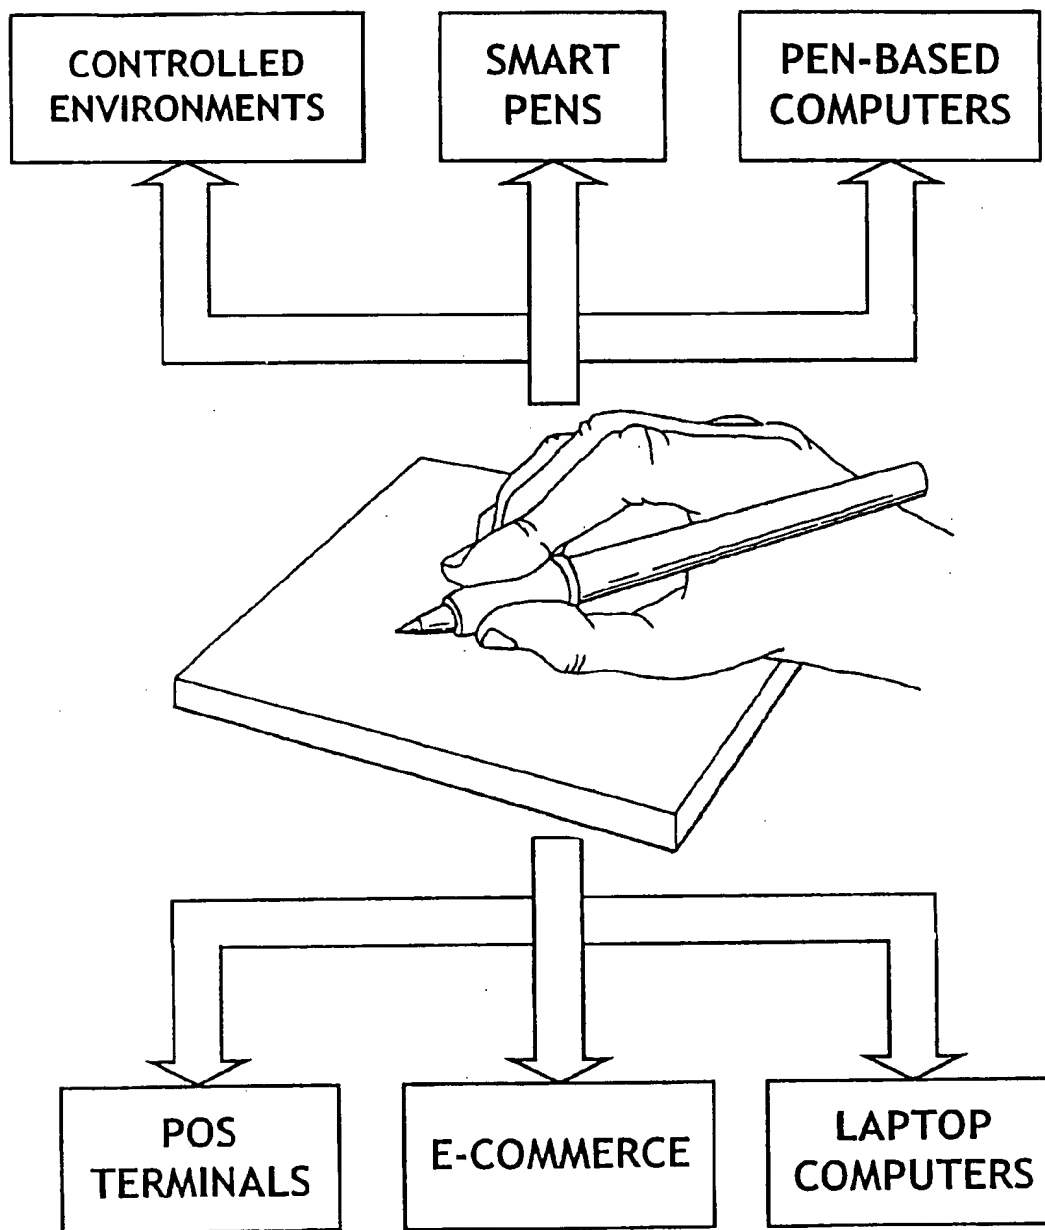 CONTROLLED
ENVIRONMENTS
SMART
PENS
PEN-BASED
COMPUTERS
POS
TERMINALS
E-COMMERCE
LAPTOP
COMPUTERS